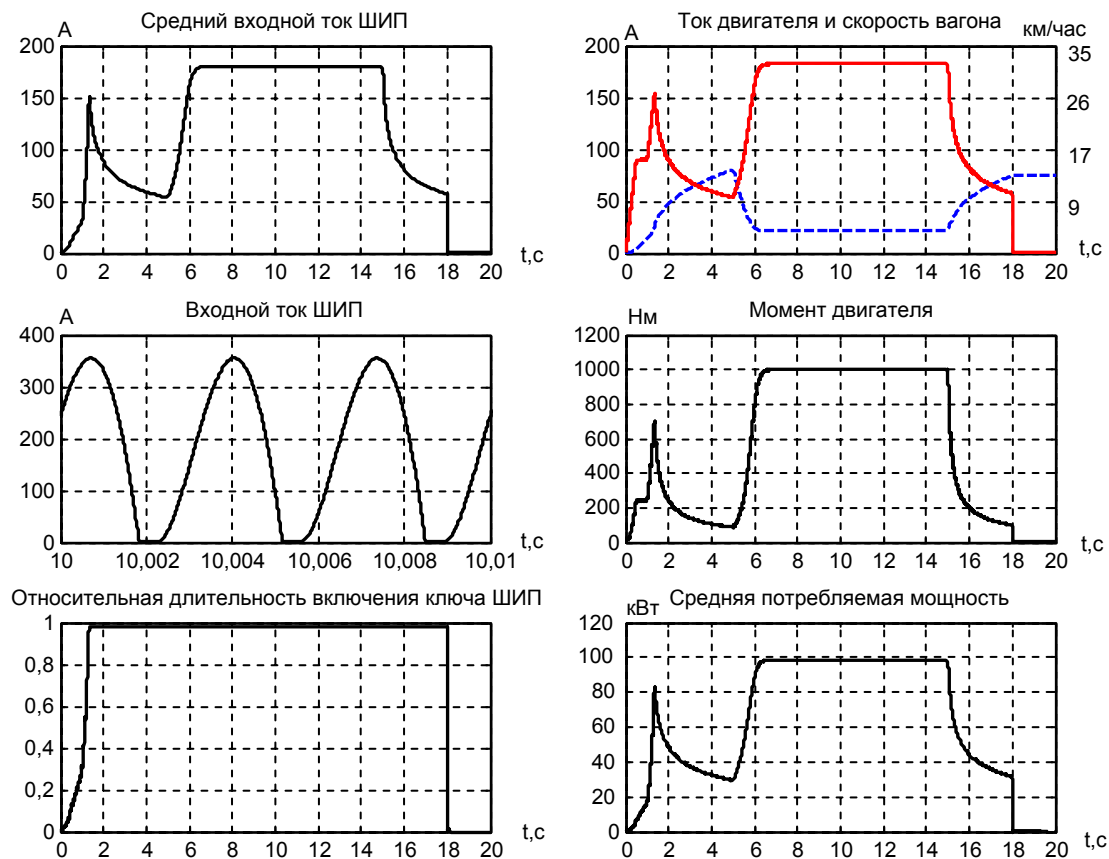 Средний входной ток ШИП
А
200
150
100
50
0
0 2 4 6 8 10 12 14 16 18 20
t,c
Ток двигателя и скорость вагона
А
км/час
200
150
100
50
0
35
26
17
9
0 2 4 6 8 10 12 14 16 18 20
t,c
Входной ток ШИП
А
400
300
200
100
0
10 10,002 10,004 10,006 10,008 10,01
t,c
Момент двигателя
Нм
1200
1000
800
600
400
200
0
0 2 4 6 8 10 12 14 16 18 20
t,c
Относительная длительность включения ключа ШИП
1
0,8
0,6
0,4
0,2
0
0 2 4 6 8 10 12 14 16 18 20
t,c
Средняя потребляемая мощность
кВт
120
100
80
60
40
20
0
0 2 4 6 8 10 12 14 16 18 20
t,c